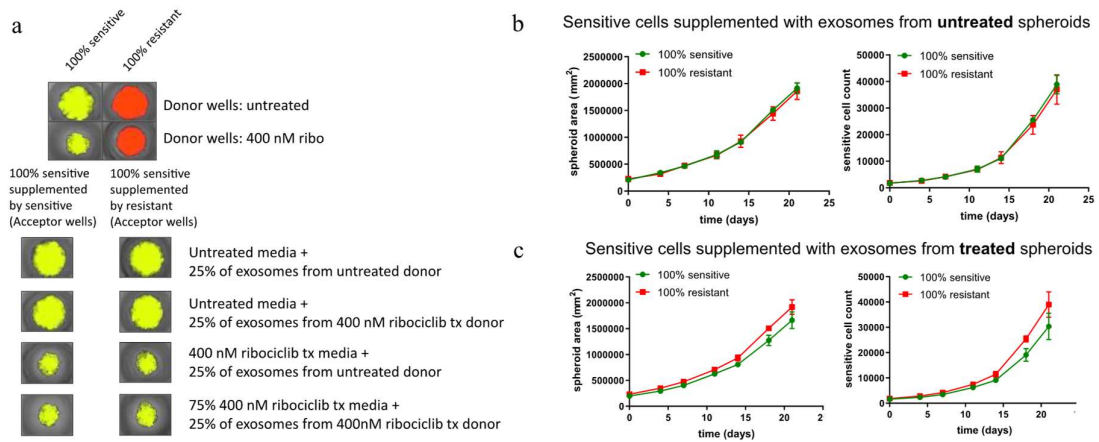 a
100% sensitive
100% resistant
Donor wells: untreated
Donor wells: 400 nM ribo
100% sensitive
supplemented
by sensitive
(Acceptor wells)
100% sensitive
supplemented
by resistant
(Acceptor wells)
Untreated media +
25% of exosomes from untreated donor
Untreated media +
25% of exosomes from 400 nM ribociclib tx donor
400 nM ribociclib tx media +
25% of exosomes from untreated donor
75% 400 nM ribociclib tx media +
25% of exosomes from 400nM ribociclib tx donor
b
Sensitive cells supplemented with exosomes from untreated spheroids
100% sensitive
100% resistant
spheroid area (mm²)
2500000
2000000
1500000
1000000
500000
0
0 5 10 15 20 25
time (days)
100% sensitive
100% resistant
sensitive cell count
50000
40000
30000
20000
10000
0
0 5 10 15 20 25
time (days)
c
Sensitive cells supplemented with exosomes from treated spheroids
100% sensitive
100% resistant
spheroid area (mm²)
2500000
2000000
1500000
1000000
500000
0
0 5 10 15 20 2
time (days)
100% sensitive
100% resistant
sensitive cell count
50000
40000
30000
20000
10000
0
0 5 10 15 20
time (days)